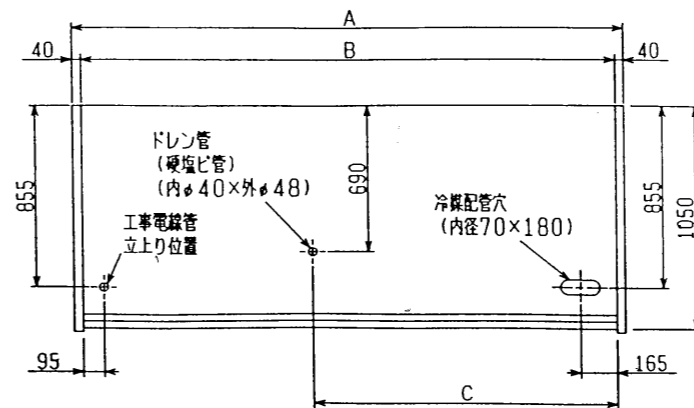 A
40
B
40
ドレン管
(硬塩ビ管)
(内φ40×外φ48)
855
690
855
1050
工事電線管
立上り位置
冷媒配管穴
(内径70×180)
95
165
C